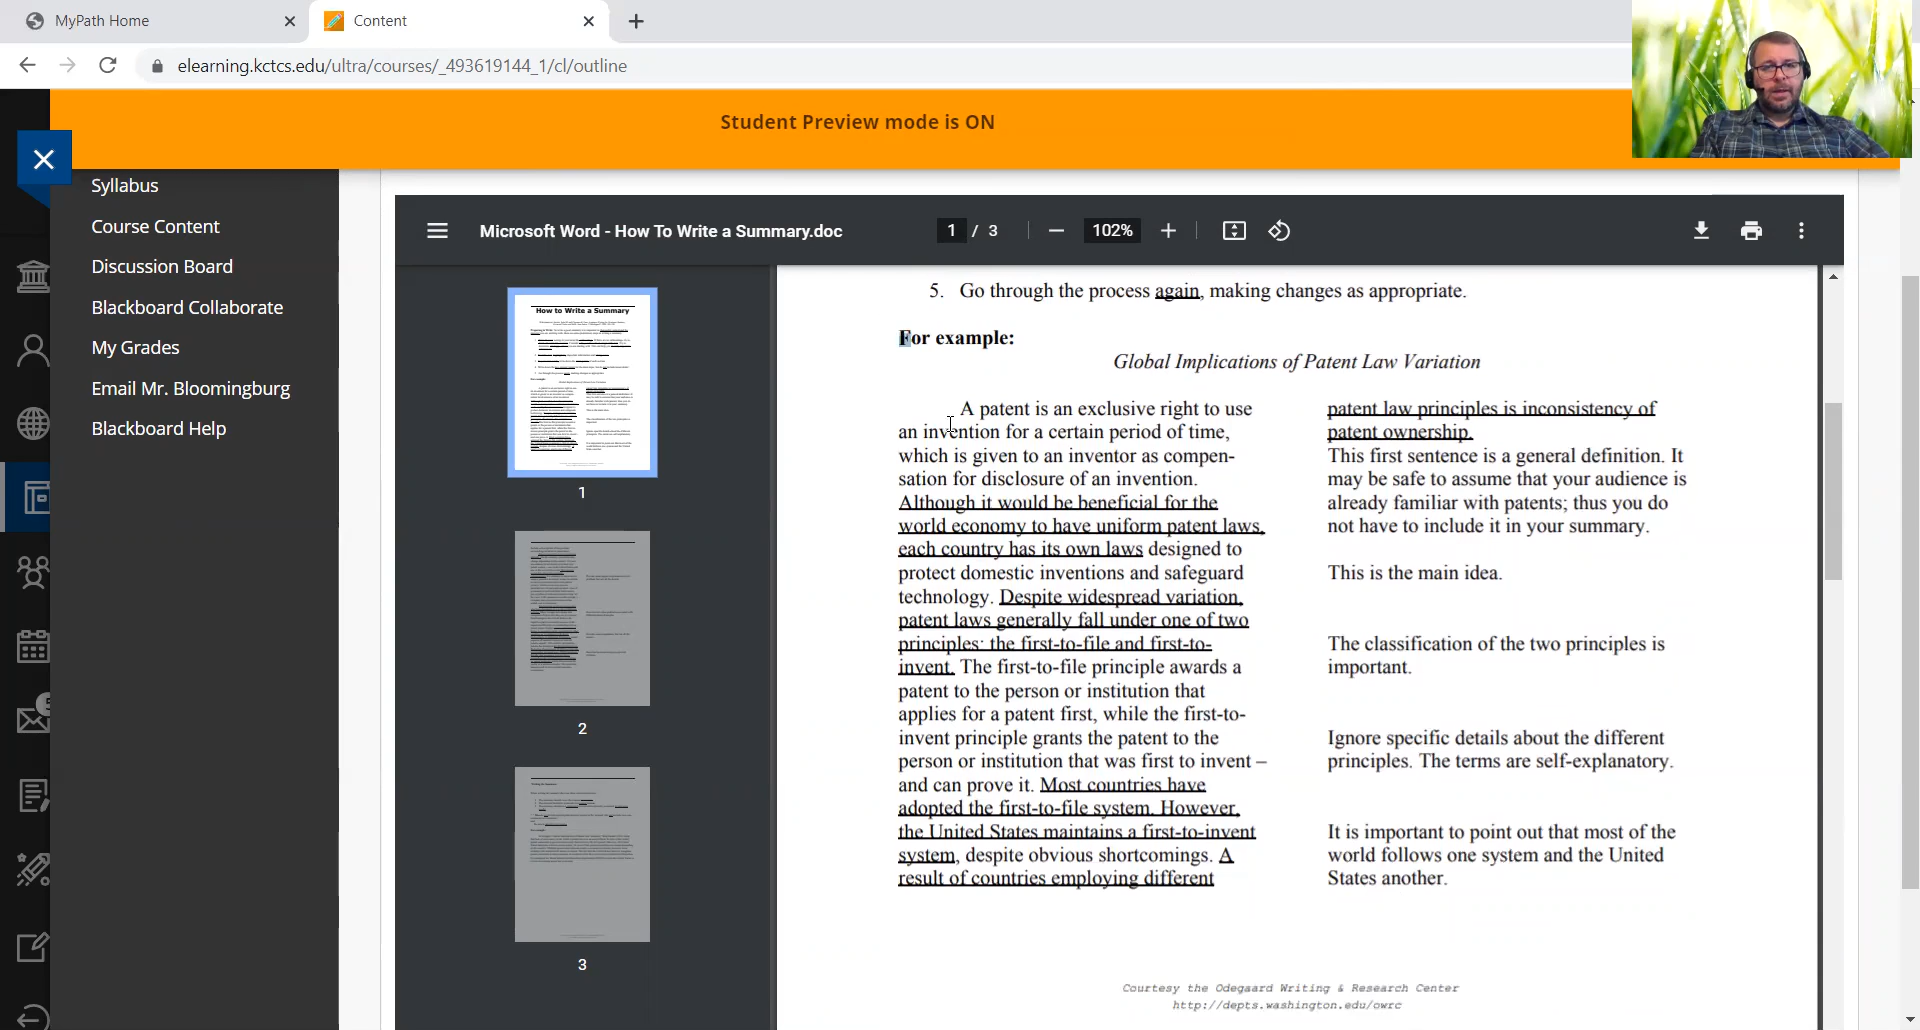 MyPath Home
Content
elearning.kctcs.edu/ultra/courses/_493619144_1/cl/outline
Student Preview mode is ON
Syllabus
Course Content
Discussion Board
Blackboard Collaborate
My Grades
Email Mr. Bloomingburg
Blackboard Help
Microsoft Word - How To Write a Summary.doc
1 / 3
102%
How to Write a Summary
1
2
3
5. Go through the process again, making changes as appropriate.
For example:
Global Implications of Patent Law Variation
A patent is an exclusive right to use
an invention for a certain period of time,
which is given to an inventor as compen-
sation for disclosure of an invention.
Although it would be beneficial for the
world economy to have uniform patent laws,
each country has its own laws designed to
protect domestic inventions and safeguard
technology. Despite widespread variation,
patent laws generally fall under one of two
principles: the first-to-file and first-to-
invent. The first-to-file principle awards a
patent to the person or institution that
applies for a patent first, while the first-to-
invent principle grants the patent to the
person or institution that was first to invent –
and can prove it. Most countries have
adopted the first-to-file system. However,
the United States maintains a first-to-invent
system, despite obvious shortcomings. A
result of countries employing different
patent law principles is inconsistency of
patent ownership.
This first sentence is a general definition. It
may be safe to assume that your audience is
already familiar with patents; thus you do
not have to include it in your summary.
This is the main idea.
The classification of the two principles is
important.
Ignore specific details about the different
principles. The terms are self-explanatory.
It is important to point out that most of the
world follows one system and the United
States another.
Courtesy the Odegaard Writing & Research Center
http://depts.washington.edu/owrc